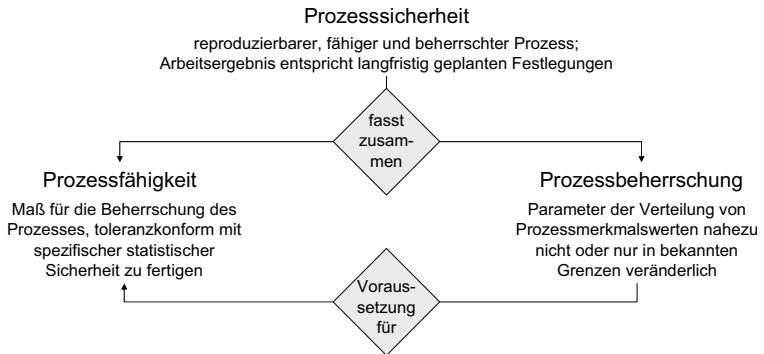 Prozesssicherheit
reproduzierbarer, fähiger und beherrschter Prozess;
Arbeitsergebnis entspricht langfristig geplanten Festlegungen
fasst
zusam-
men
Prozessfähigkeit
Maß für die Beherrschung des
Prozesses, toleranzkonform mit
spezifischer statistischer
Sicherheit zu fertigen
Prozessbeherrschung
Parameter der Verteilung von
Prozessmerkmalswerten nahezu
nicht oder nur in bekannten
Grenzen veränderlich
Voraus-
setzung
für